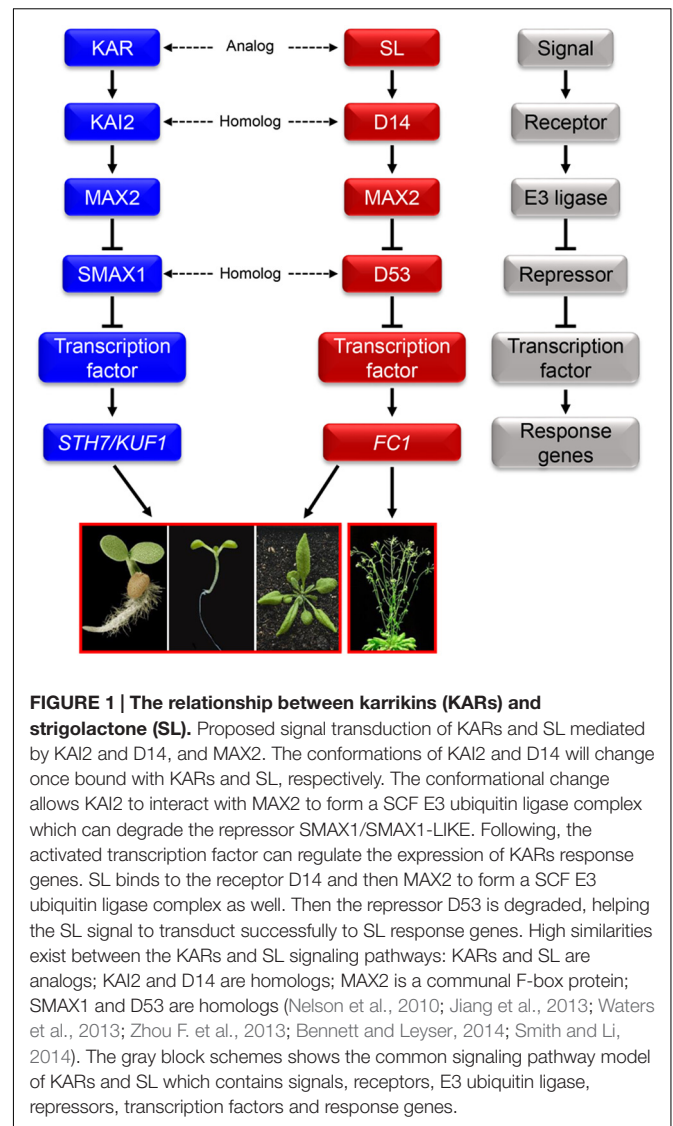 KAR Analog SL Signal
KAI2 Homolog D14 Receptor
MAX2 MAX2 E3 ligase
SMAX1 Homolog D53 Repressor
Transcription factor Transcription factor Transcription factor
STH7/KUF1 FC1 Response genes
FIGURE 1 | The relationship between karrikins (KARs) and
strigolactone (SL). Proposed signal transduction of KARs and SL mediated
by KAI2 and D14, and MAX2. The conformations of KAI2 and D14 will change
once bound with KARs and SL, respectively. The conformational change
allows KAI2 to interact with MAX2 to form a SCF E3 ubiquitin ligase complex
which can degrade the repressor SMAX1/SMAX1-LIKE. Following, the
activated transcription factor can regulate the expression of KARs response
genes. SL binds to the receptor D14 and then MAX2 to form a SCF E3
ubiquitin ligase complex as well. Then the repressor D53 is degraded, helping
the SL signal to transduct successfully to SL response genes. High similarities
exist between the KARs and SL signaling pathways: KARs and SL are
analogs; KAI2 and D14 are homologs; MAX2 is a communal F-box protein;
SMAX1 and D53 are homologs (Nelson et al., 2010; Jiang et al., 2013; Waters
et al., 2013; Zhou F. et al., 2013; Bennett and Leyser, 2014; Smith and Li,
2014). The gray block schemes shows the common signaling pathway model
of KARs and SL which contains signals, receptors, E3 ubiquitin ligase,
repressors, transcription factors and response genes.